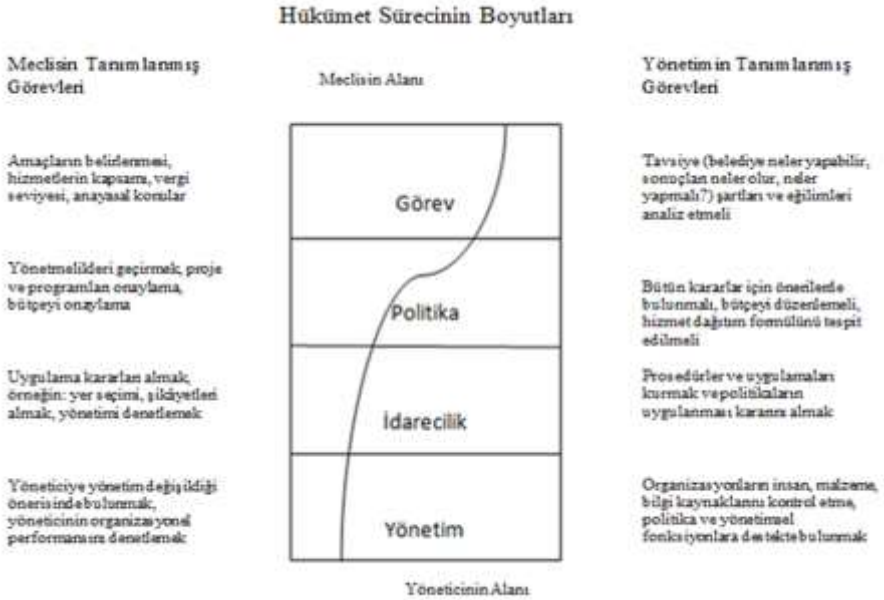 Hükümet Sürecinin Boyutları
Meclisin Tanımlanmış
Görevleri
Meclisin Alanı
Yönetimin Tanımlanmış
Görevleri
Amaçların belirlenmesi,
hizmetlerin kapsamı, vergi
seviyesi, anayasal konular
Görev
Tavsiye (belediye neler yapabilir,
sonuçları neler olur, neler
yapmalı?) şartları ve eğilimleri
analiz etmeli
Yönetmelikleri geçirmek, proje
ve programları onaylama,
bütçeyi onaylama
Politika
Bütün kararlar için önerilerde
bulunmalı, bütçeyi düzenlemeli,
hizmet dağıtım formülünü tespit
edilmeli
Uygulama kararları almak,
örneğin: yer seçimi, şikâyetleri
almak, yönetimi denetlemek
İdarecilik
Prosedürler ve uygulamaları
kurmak ve politikaların
uygulanması kararını almak
Yöneticiye yönetim değişikliği
önerisinde bulunmak,
yöneticinin organizasyonel
performansını denetlemek
Yönetim
Organizasyonların insan, malzeme,
bilgi kaynaklarını kontrol etme,
politika ve yönetimsel
fonksiyonlara destekte bulunmak
Yöneticinin Alanı